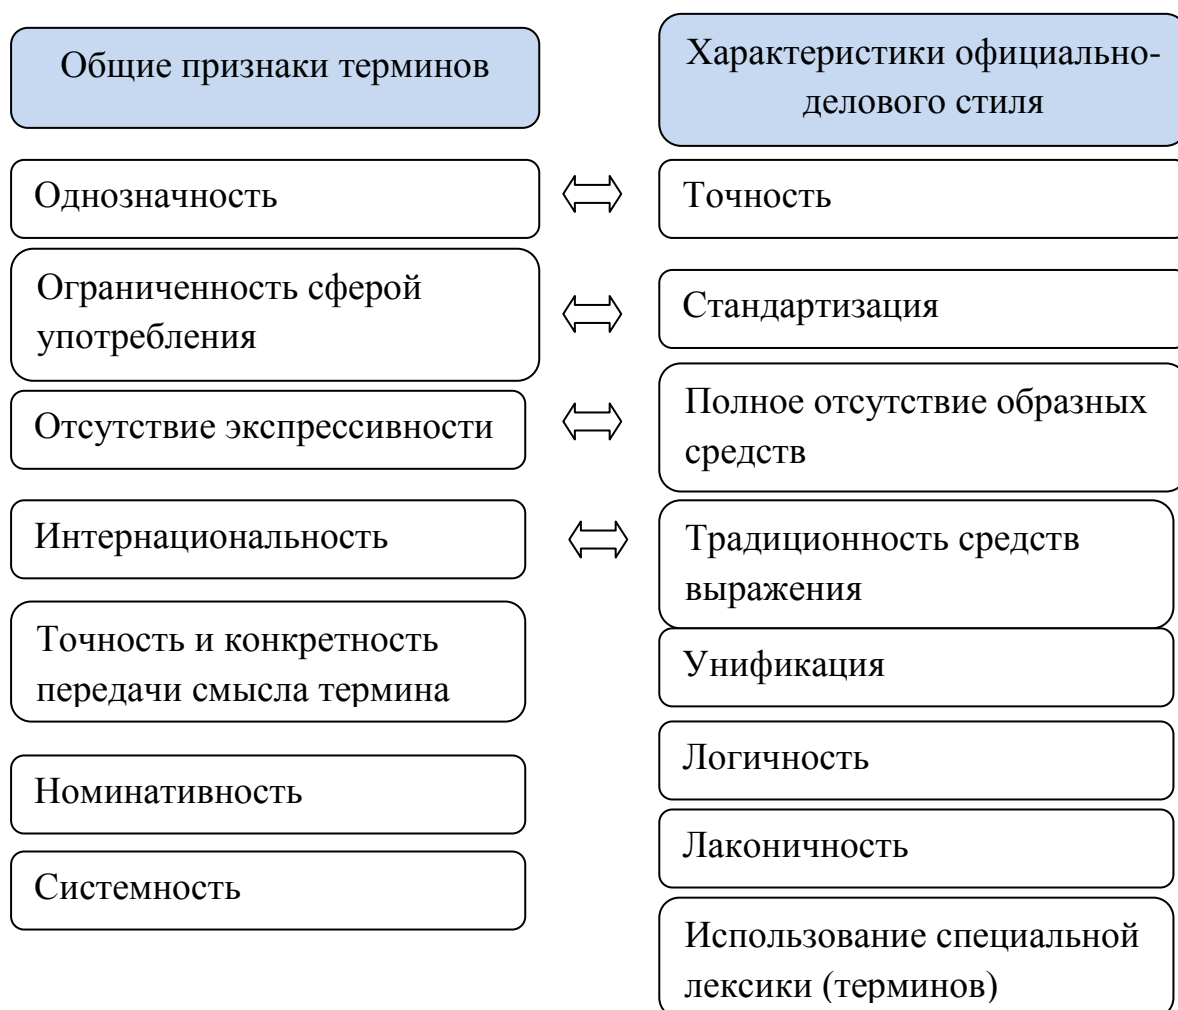 Общие признаки терминов
Характеристики официально-
делового стиля
Однозначность
Точность
Ограниченность сферой
употребления
Стандартизация
Отсутствие экспрессивности
Полное отсутствие образных
средств
Интернациональность
Традиционность средств
выражения
Точность и конкретность
передачи смысла термина
Унификация
Номинативность
Логичность
Системность
Лаконичность
Использование специальной
лексики (терминов)